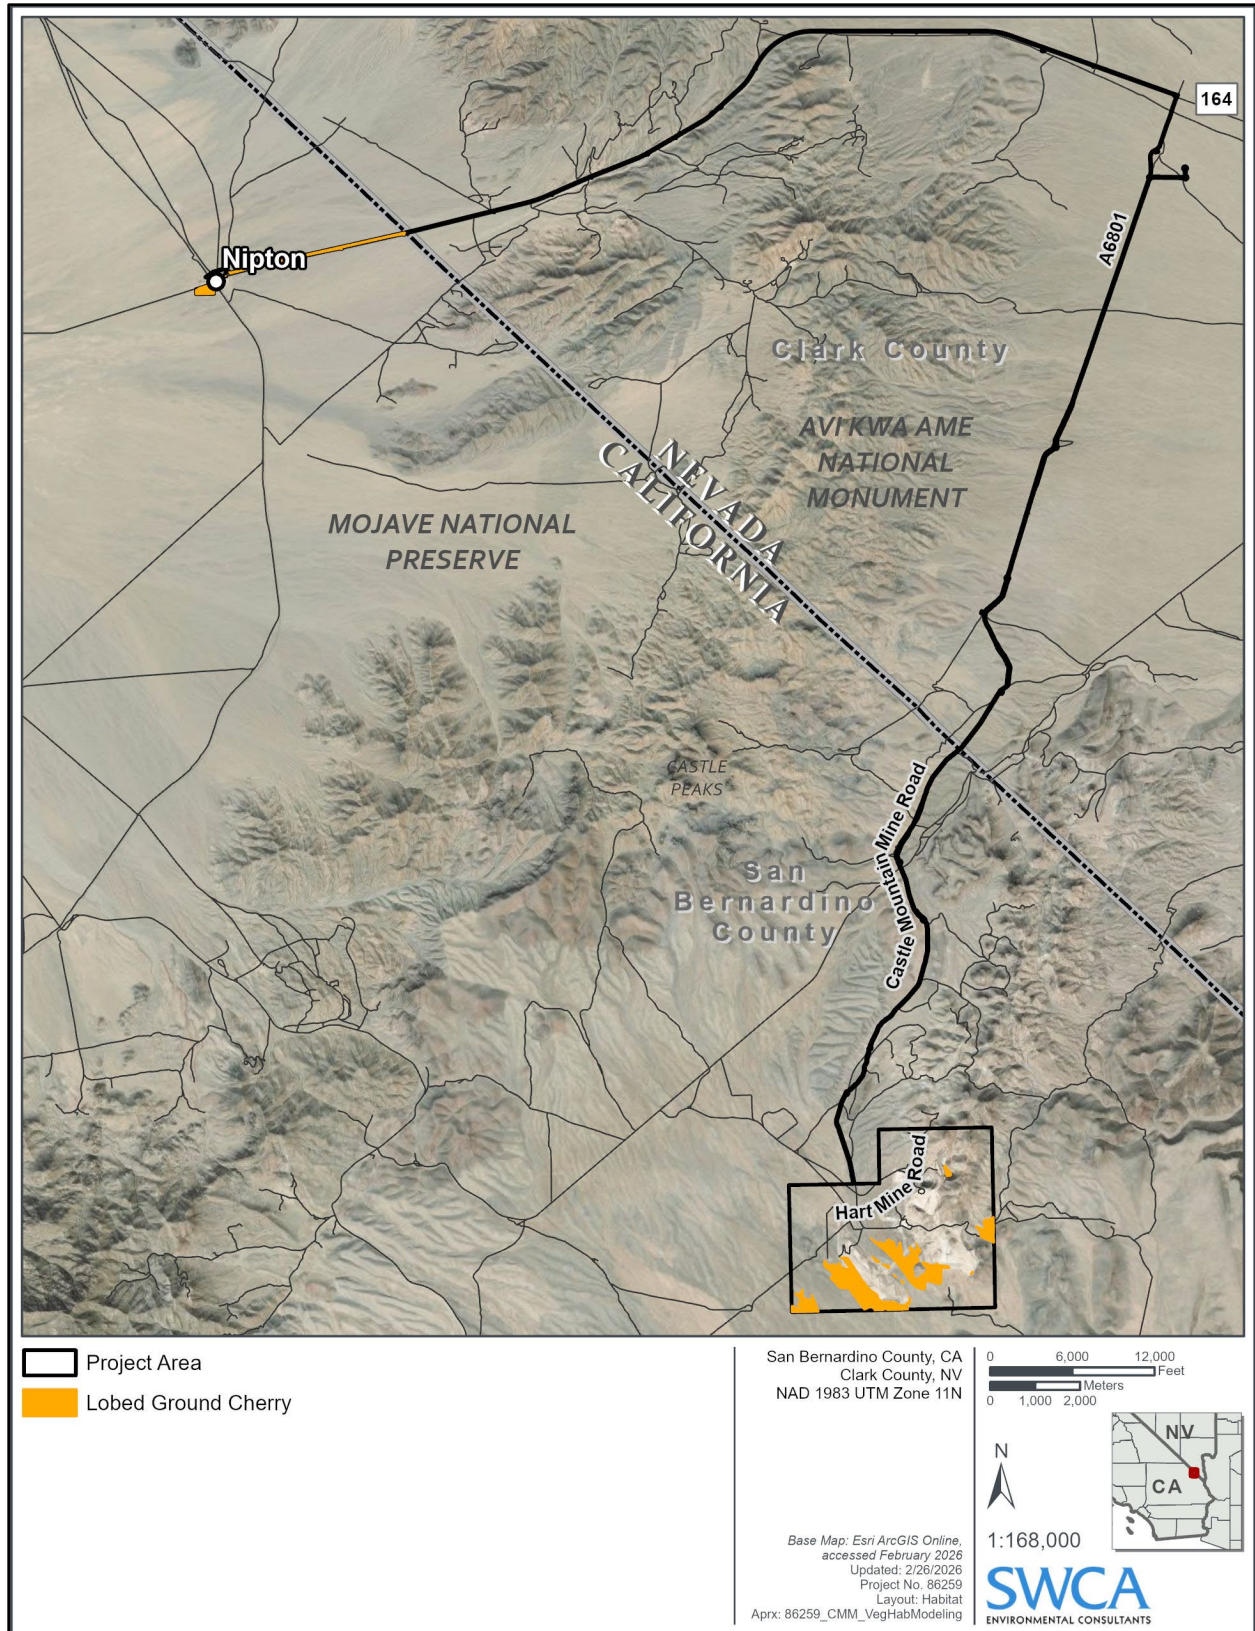 164
Nipton
A6801
Clark County
AVI KWA AME
NATIONAL
MONUMENT
NEVADA
CALIFORNIA
MOJAVE NATIONAL
PRESERVE
CASTLE
PEAKS
Castle Mountain Mine Road
San
Bernardino
County
Hart Mine Road
Project Area
Lobed Ground Cherry
San Bernardino County, CA
Clark County, NV
NAD 1983 UTM Zone 11N
0 6,000 12,000
Feet
Meters
0 1,000 2,000
N
NV
CA
1:168,000
Base Map: Esri ArcGIS Online,
accessed February 2026
Updated: 2/26/2026
Project No. 86259
Layout: Habitat
Aprx: 86259_CMM_VegHabModeling
SWCA
ENVIRONMENTAL CONSULTANTS